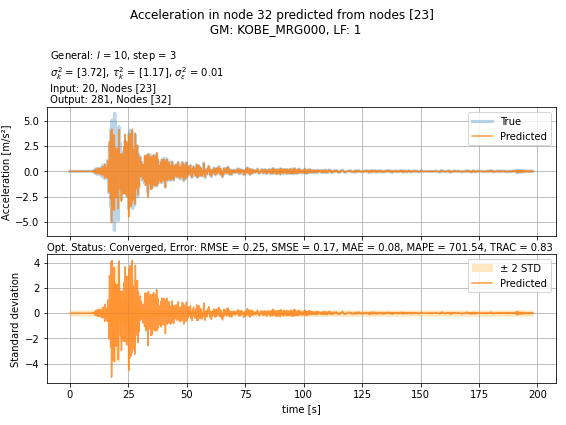 Acceleration in node 32 predicted from nodes [23]
GM: KOBE_MRG000, LF: 1
General: l = 10, step = 3
σ²ₖ = [3.72], τ²ₖ = [1.17], σ²ε = 0.01
Input: 20, Nodes [23]
Output: 281, Nodes [32]
Acceleration [m/s²]
5.0
2.5
0.0
−2.5
−5.0
True
Predicted
Opt. Status: Converged, Error: RMSE = 0.25, SMSE = 0.17, MAE = 0.08, MAPE = 701.54, TRAC = 0.83
Standard deviation
4
2
0
−2
−4
± 2 STD
Predicted
0 25 50 75 100 125 150 175 200
time [s]